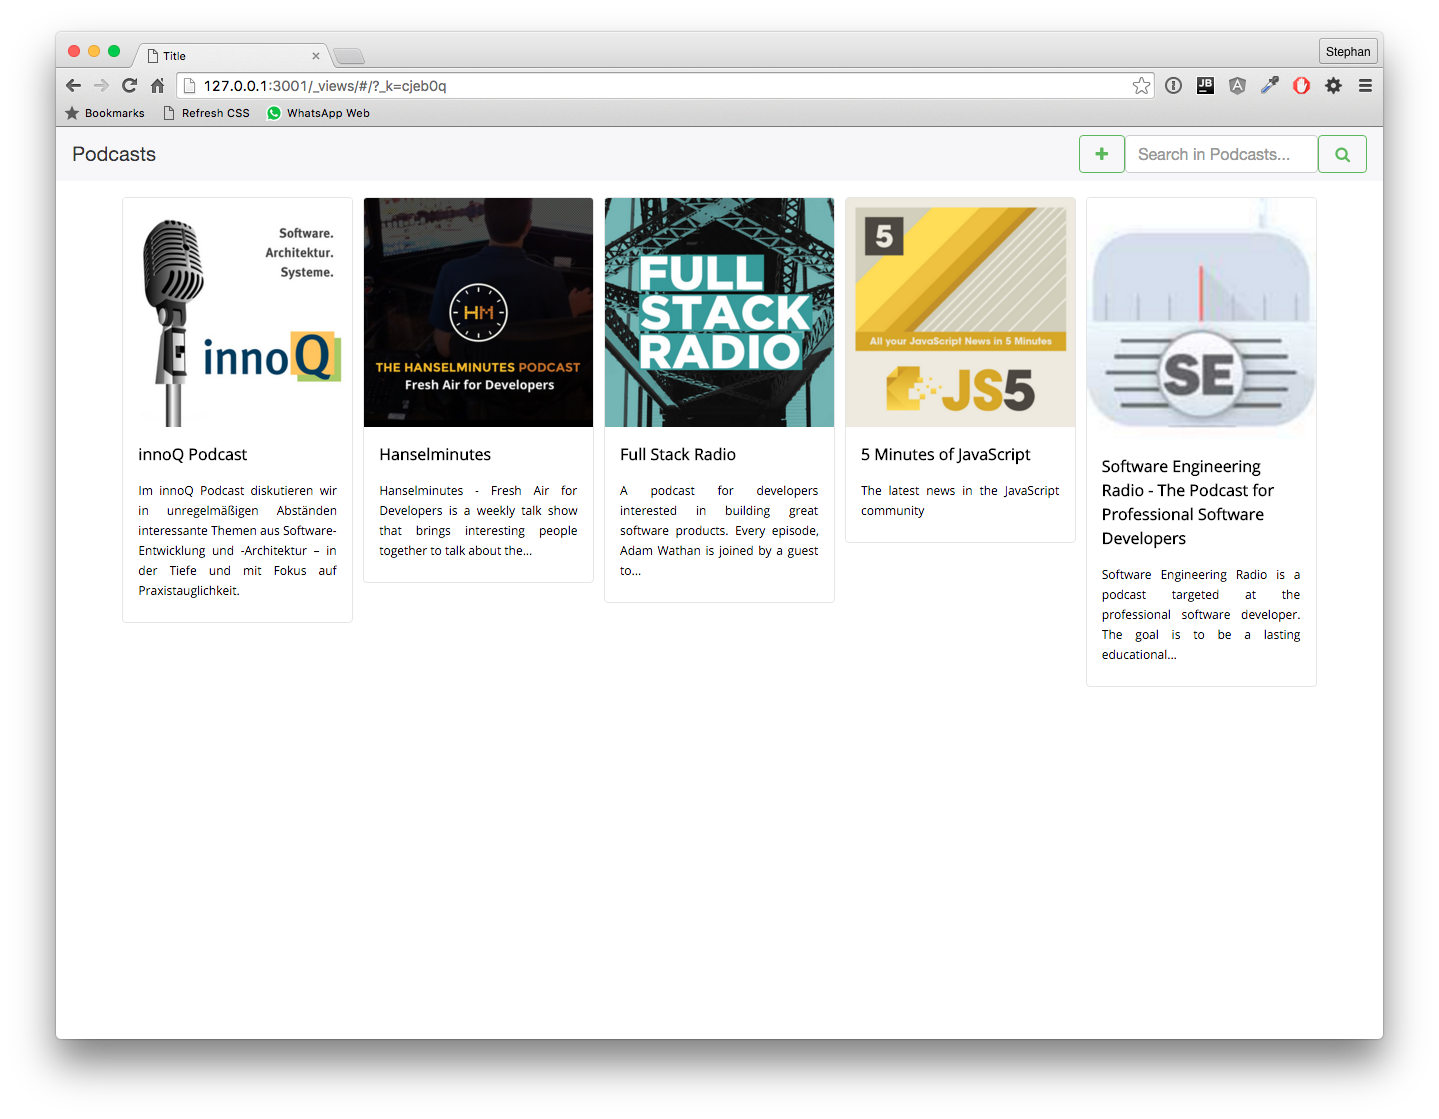 Title
Stephan
127.0.0.1:3001/_views/#/?_k=cjeb0q
JB
A
Bookmarks
Refresh CSS
WhatsApp Web
Podcasts
Search in Podcasts...
Software.
Architektur.
Systeme.
innoQ
HM
THE HANSELMINUTES PODCAST
Fresh Air for Developers
FULL
STACK
RADIO
5
All your JavaScript News in 5 Minutes
JS5
SE
innoQ Podcast
Im innoQ Podcast diskutieren wir
in unregelmäßigen Abständen
interessante Themen aus Software-
Entwicklung und -Architektur – in
der Tiefe und mit Fokus auf
Praxistauglichkeit.
Hanselminutes
Hanselminutes - Fresh Air for
Developers is a weekly talk show
that brings interesting people
together to talk about the...
Full Stack Radio
A podcast for developers
interested in building great
software products. Every episode,
Adam Wathan is joined by a guest
to...
5 Minutes of JavaScript
The latest news in the JavaScript
community
Software Engineering
Radio - The Podcast for
Professional Software
Developers
Software Engineering Radio is a
podcast targeted at the
professional software developer.
The goal is to be a lasting
educational...